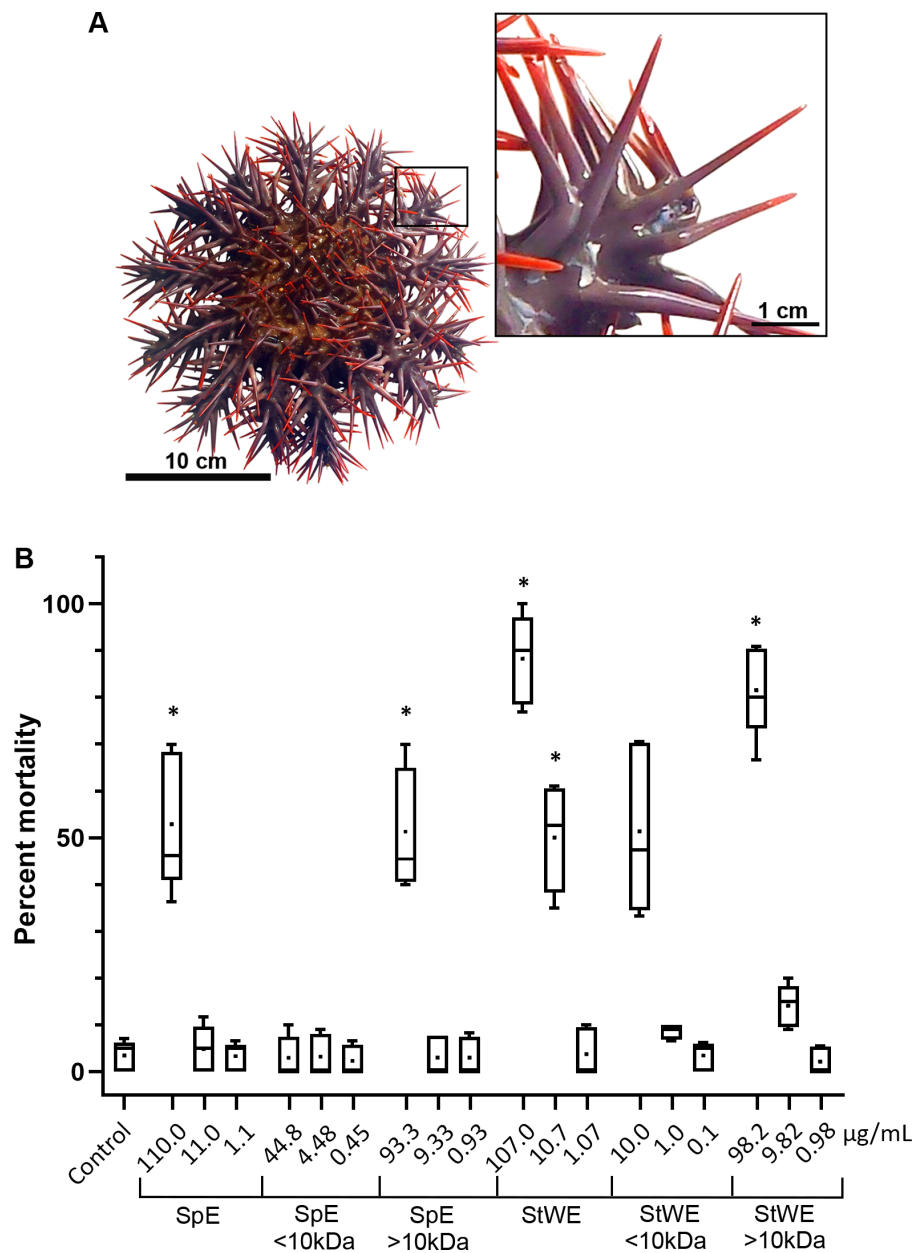 A
10 cm
1 cm
B
Percent mortality
100
50
0
*
*
*
*
*
Control
110.0
11.0
1.1
44.8
4.48
0.45
93.3
9.33
0.93
107.0
10.7
1.07
10.0
1.0
0.1
98.2
9.82
0.98
µg/mL
SpE
SpE
<10kDa
SpE
>10kDa
StWE
StWE
<10kDa
StWE
>10kDa